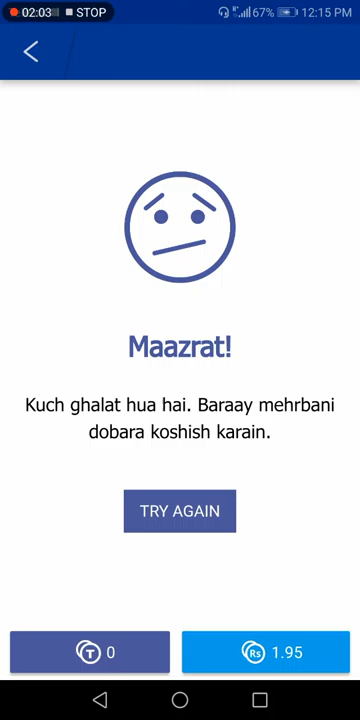 02:03 STOP 67% 12:15 PM
Maazrat!
Kuch ghalat hua hai. Baraay mehrbani
dobara koshish karain.
TRY AGAIN
T 0
Rs 1.95